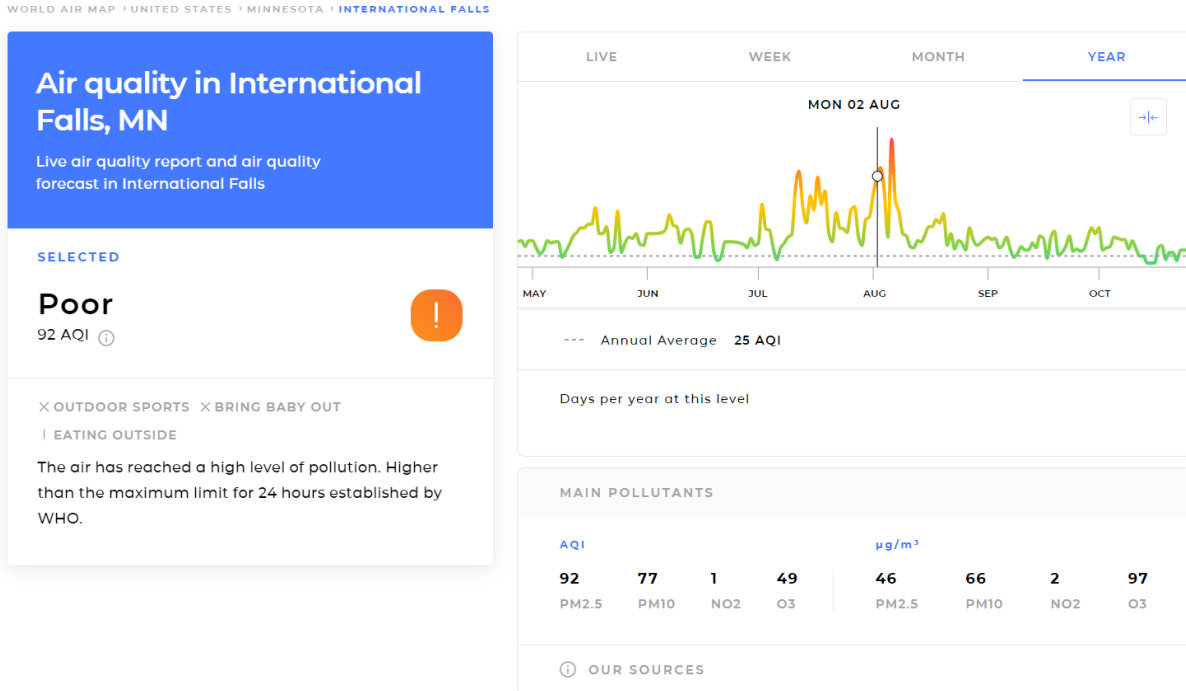 WORLD AIR MAP › UNITED STATES › MINNESOTA › INTERNATIONAL FALLS
Air quality in International
Falls, MN
Live air quality report and air quality
forecast in International Falls
SELECTED
Poor
92 AQI
OUTDOOR SPORTS BRING BABY OUT
EATING OUTSIDE
The air has reached a high level of pollution. Higher
than the maximum limit for 24 hours established by
WHO.
LIVE WEEK MONTH YEAR
MON 02 AUG
MAY JUN JUL AUG SEP OCT
Annual Average 25 AQI
Days per year at this level
MAIN POLLUTANTS
AQI µg/m³
92 77 1 49 46 66 2 97
PM2.5 PM10 NO2 O3 PM2.5 PM10 NO2 O3
OUR SOURCES